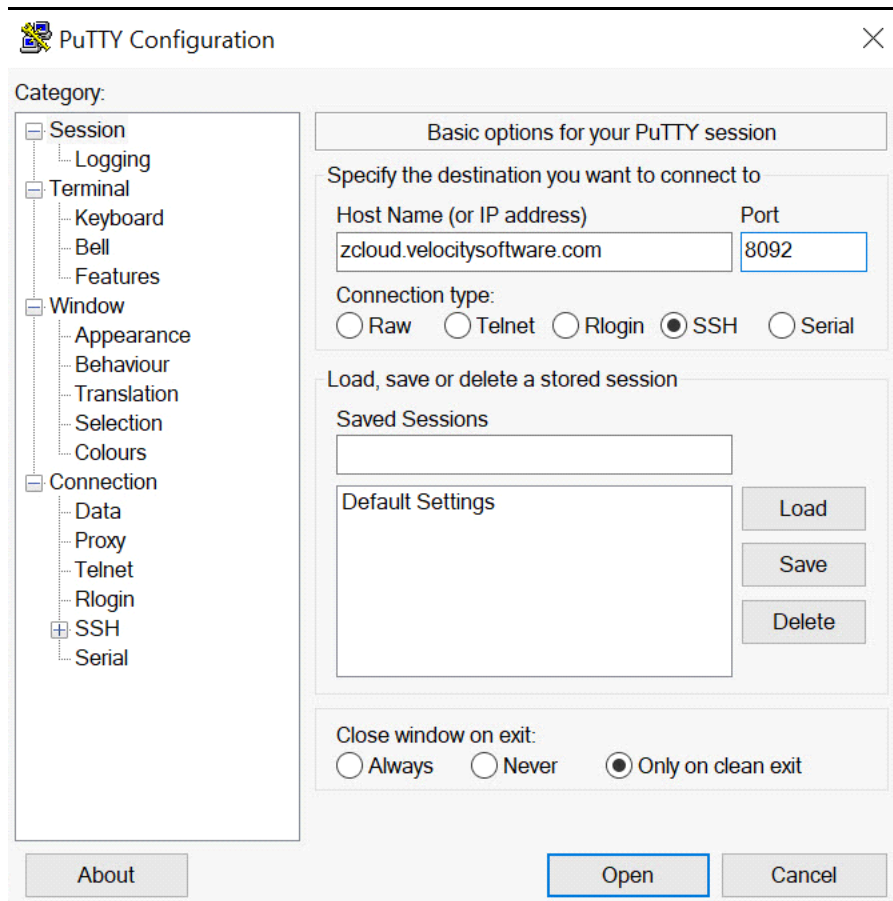 PuTTY Configuration
Category:
Session
Logging
Terminal
Keyboard
Bell
Features
Window
Appearance
Behaviour
Translation
Selection
Colours
Connection
Data
Proxy
Telnet
Rlogin
SSH
Serial
Basic options for your PuTTY session
Specify the destination you want to connect to
Host Name (or IP address) Port
zcloud.velocitysoftware.com 8092
Connection type:
Raw Telnet Rlogin SSH Serial
Load, save or delete a stored session
Saved Sessions
Default Settings
Load
Save
Delete
Close window on exit:
Always Never Only on clean exit
About Open Cancel